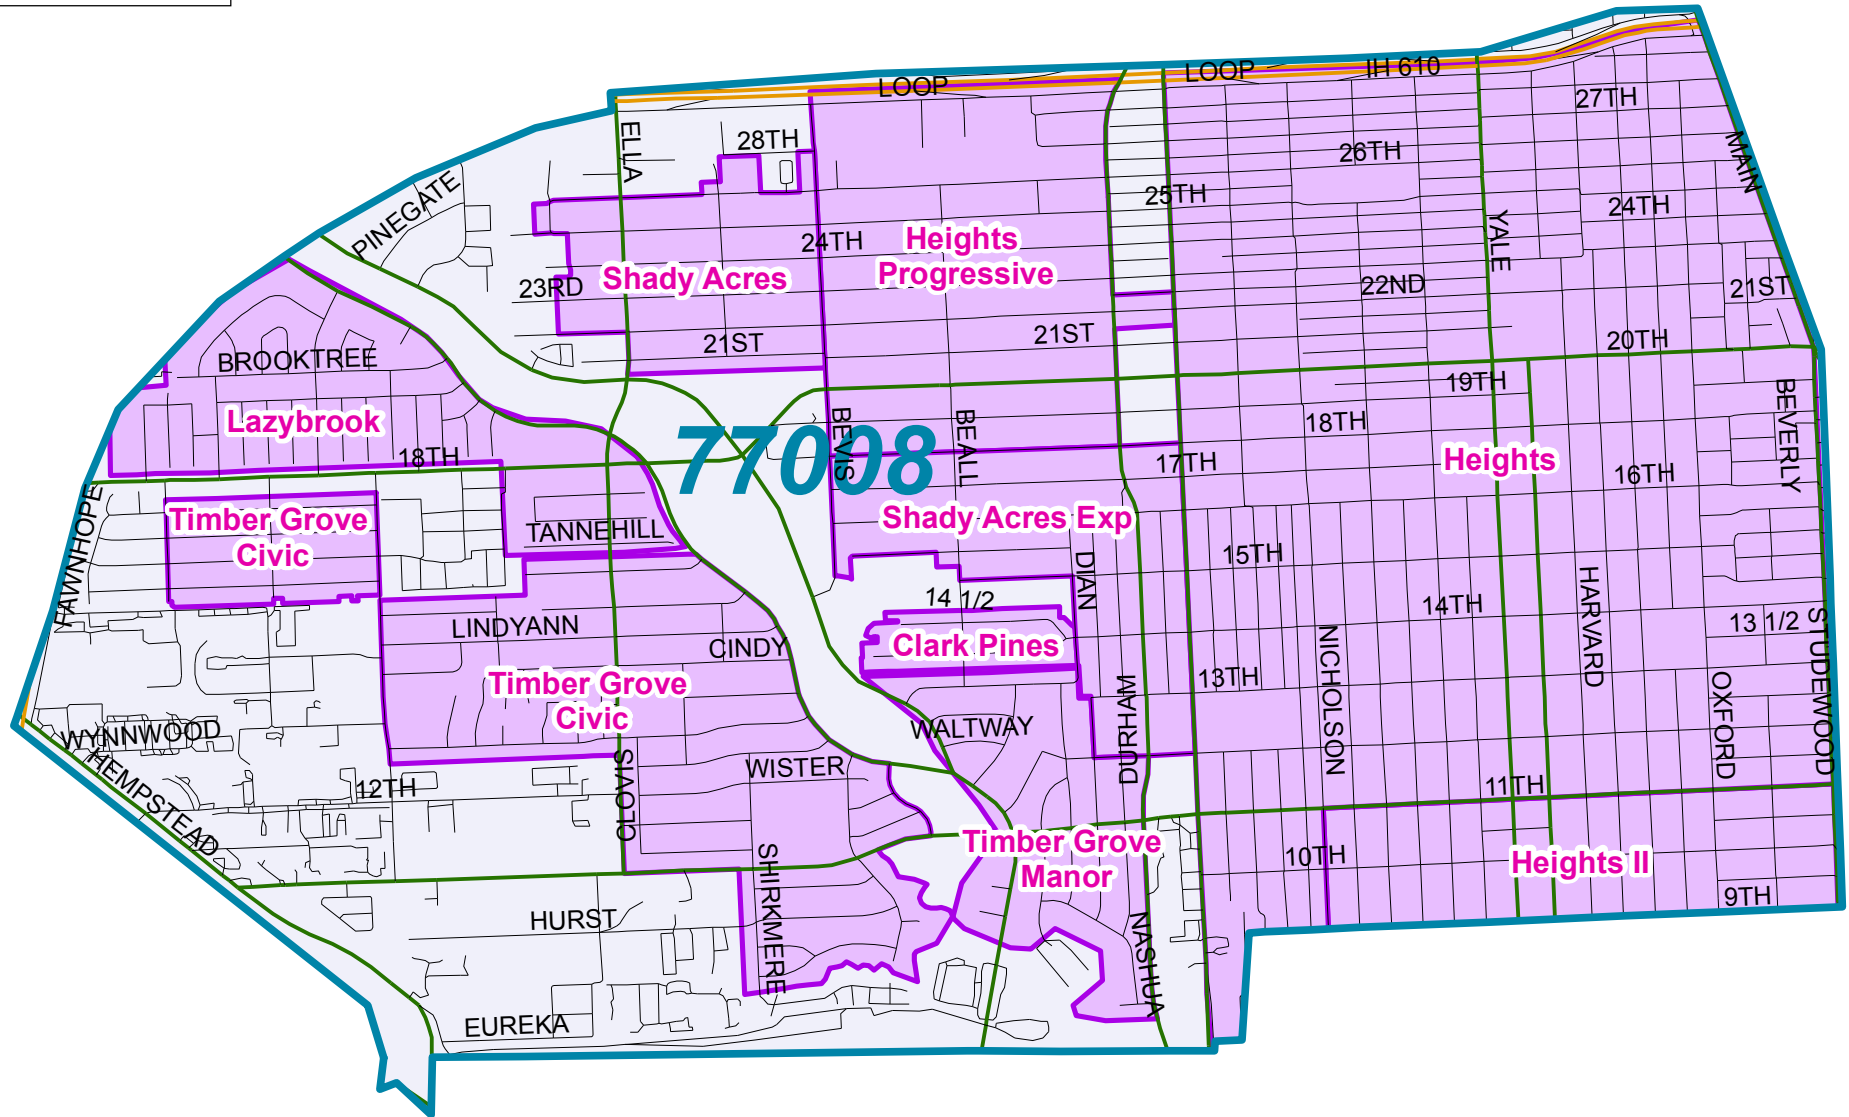 LOOP
LOOP
IH 610
27TH
28TH
ELLA
26TH
MAIN
PINEGATE
25TH
24TH
YALE
24TH
Heights
Progressive
Shady Acres
23RD
22ND
21ST
21ST
21ST
20TH
BROOKTREE
19TH
BEVERLY
Lazybrook
BEVIS
BEALL
18TH
77008
18TH
17TH
Heights
16TH
FAWNHOPE
Timber Grove
Civic
TANNEHILL
Shady Acres Exp
DIAN
15TH
HARVARD
14 1/2
14TH
LINDYANN
CINDY
Clark Pines
NICHOLSON
13 1/2
STUDEWOOD
13TH
Timber Grove
Civic
DURHAM
OXFORD
WALTWAY
WYNNWOOD
HEMPSTEAD
12TH
OLIVOLIC
WISTER
11TH
Timber Grove
Manor
10TH
Heights II
SHIRKMERE
9TH
HURST
NASHUA
EUREKA